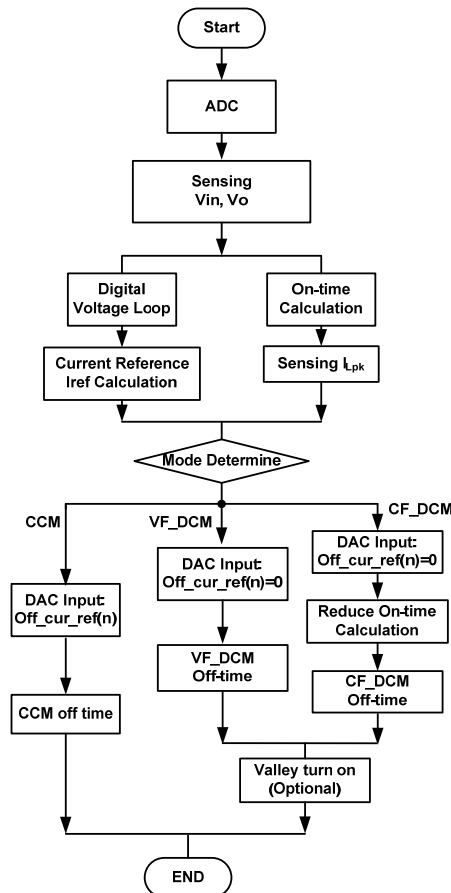 Start
ADC
Sensing
Vin, Vo
Digital
Voltage Loop
On-time
Calculation
Current Reference
Iref Calculation
Sensing ILpk
Mode Determine
CCM
VF_DCM
CF_DCM
DAC Input:
Off_cur_ref(n)
DAC Input:
Off_cur_ref(n)=0
DAC Input:
Off_cur_ref(n)=0
Reduce On-time
Calculation
VF_DCM
Off-time
CF_DCM
Off-time
CCM off time
Valley turn on
(Optional)
END